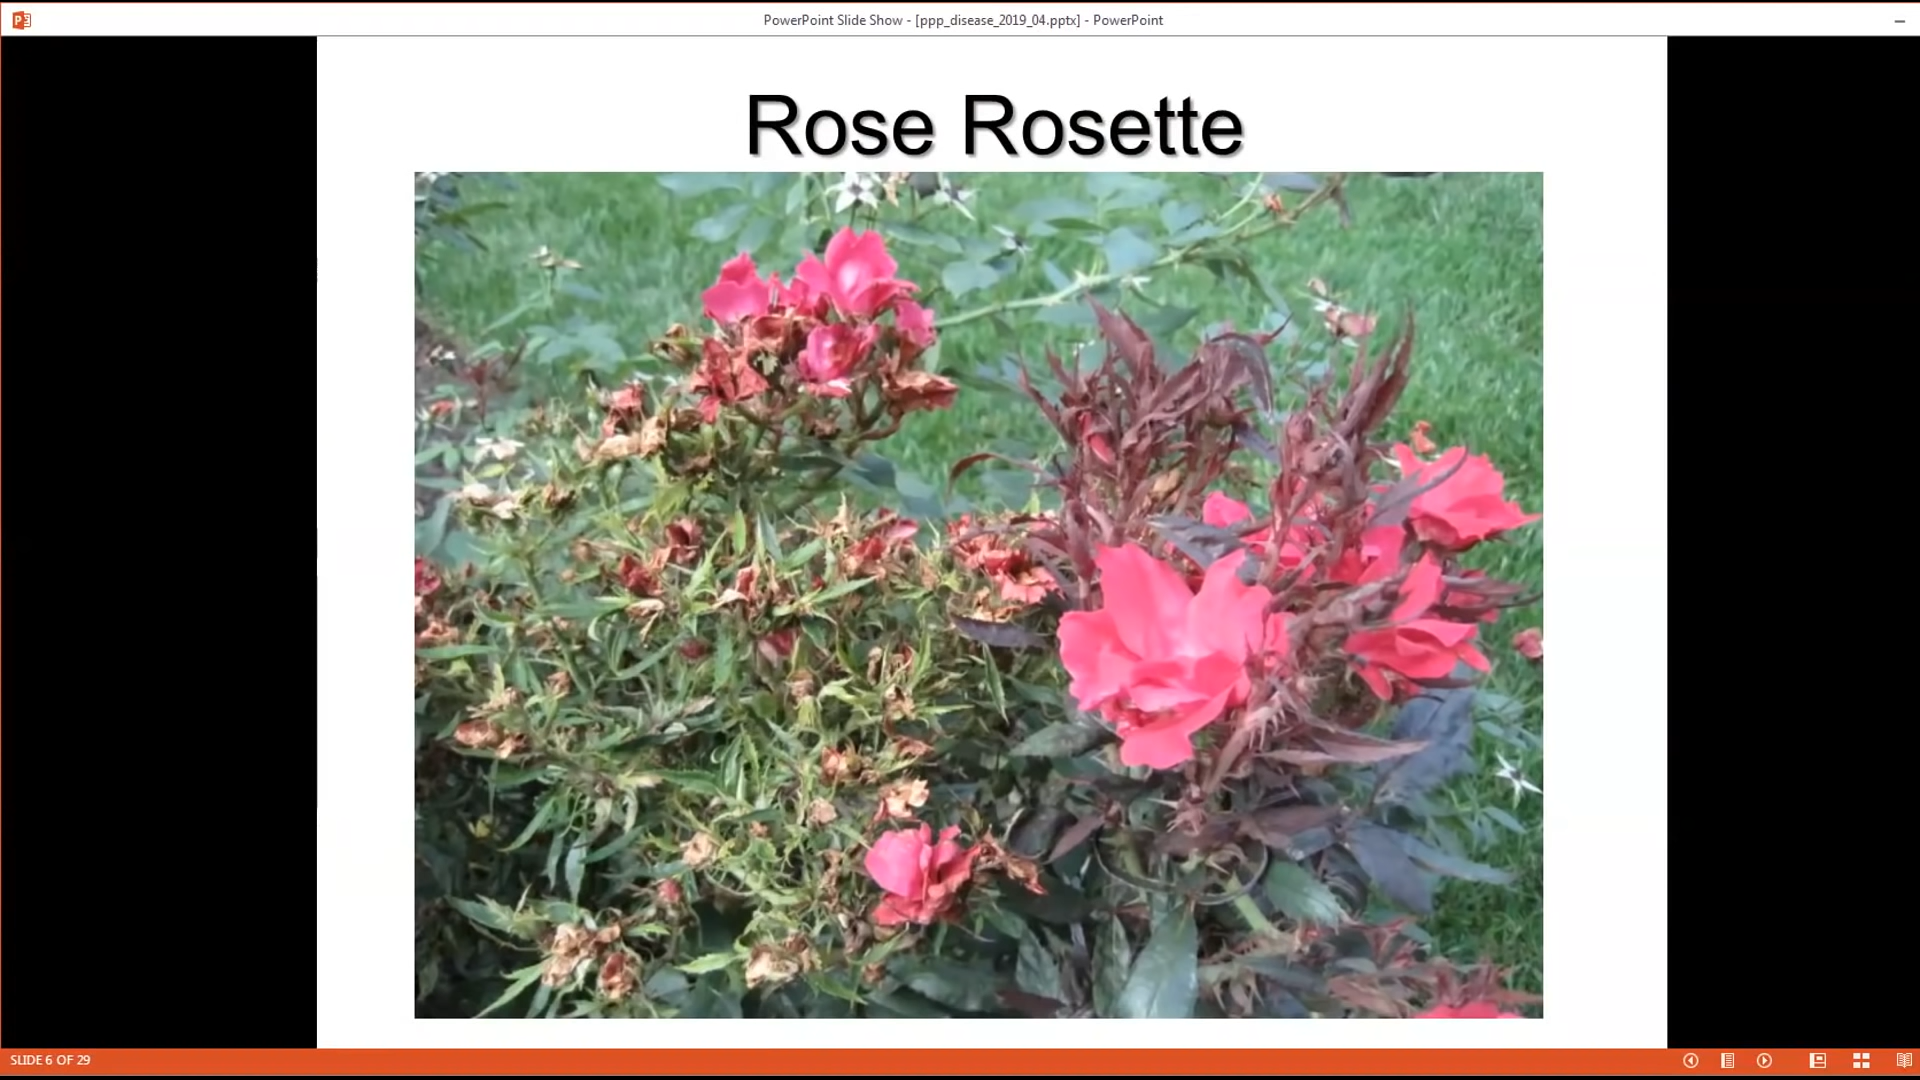 PowerPoint Slide Show - [ppp_disease_2019_04.pptx] - PowerPoint
Rose Rosette
SLIDE 6 OF 29